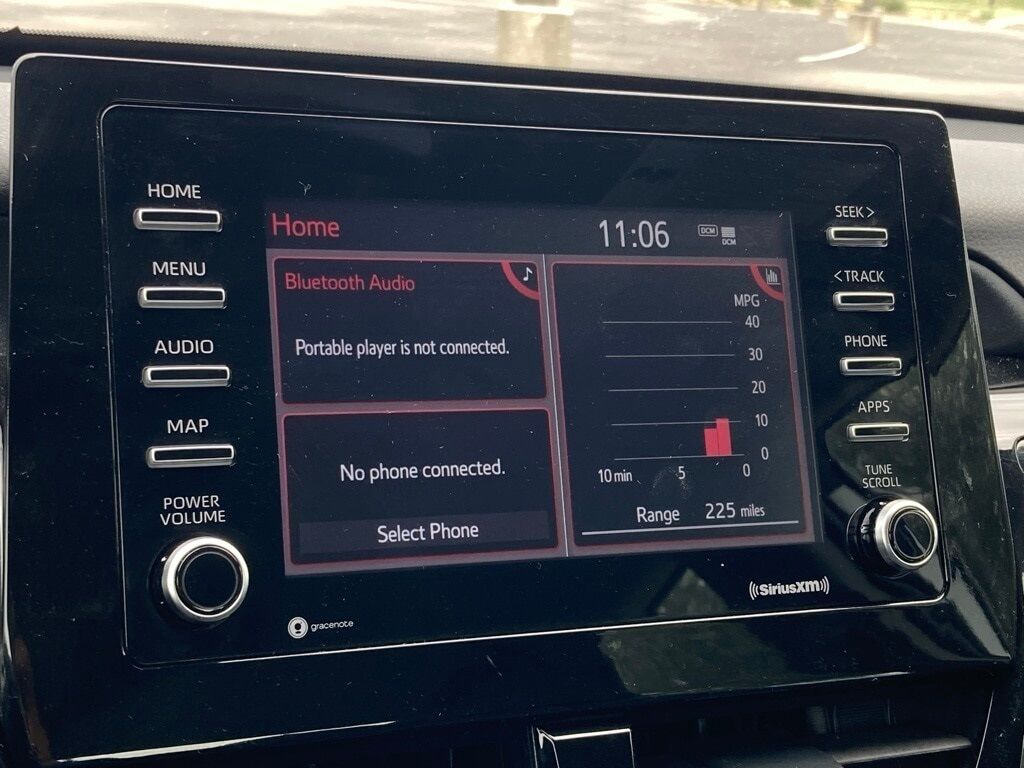 HOME
MENU
AUDIO
MAP
POWER
VOLUME
Home
11:06
DCM
DCM
Bluetooth Audio
Portable player is not connected.
No phone connected.
Select Phone
MPG
40
30
20
10
0
10 min 5 0
Range 225 miles
SEEK >
< TRACK
PHONE
APPS
TUNE
SCROLL
gracenote
((SiriusXM))